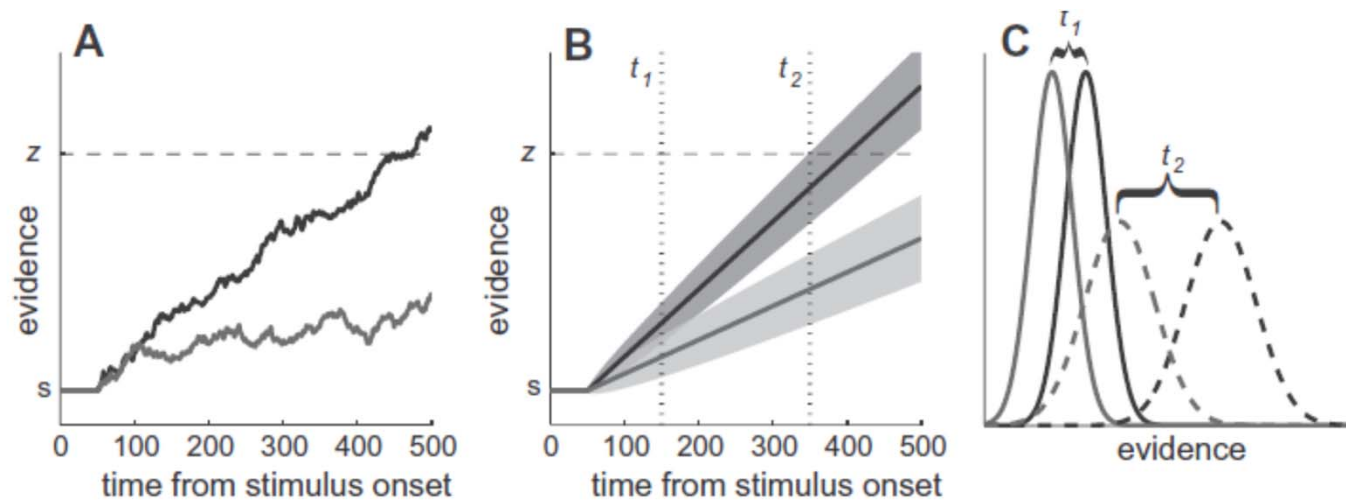 A
evidence
z
s
0 100 200 300 400 500
time from stimulus onset
B
t1
t2
evidence
z
s
100 200 300 400 500
time from stimulus onset
C
τ1
t2
evidence